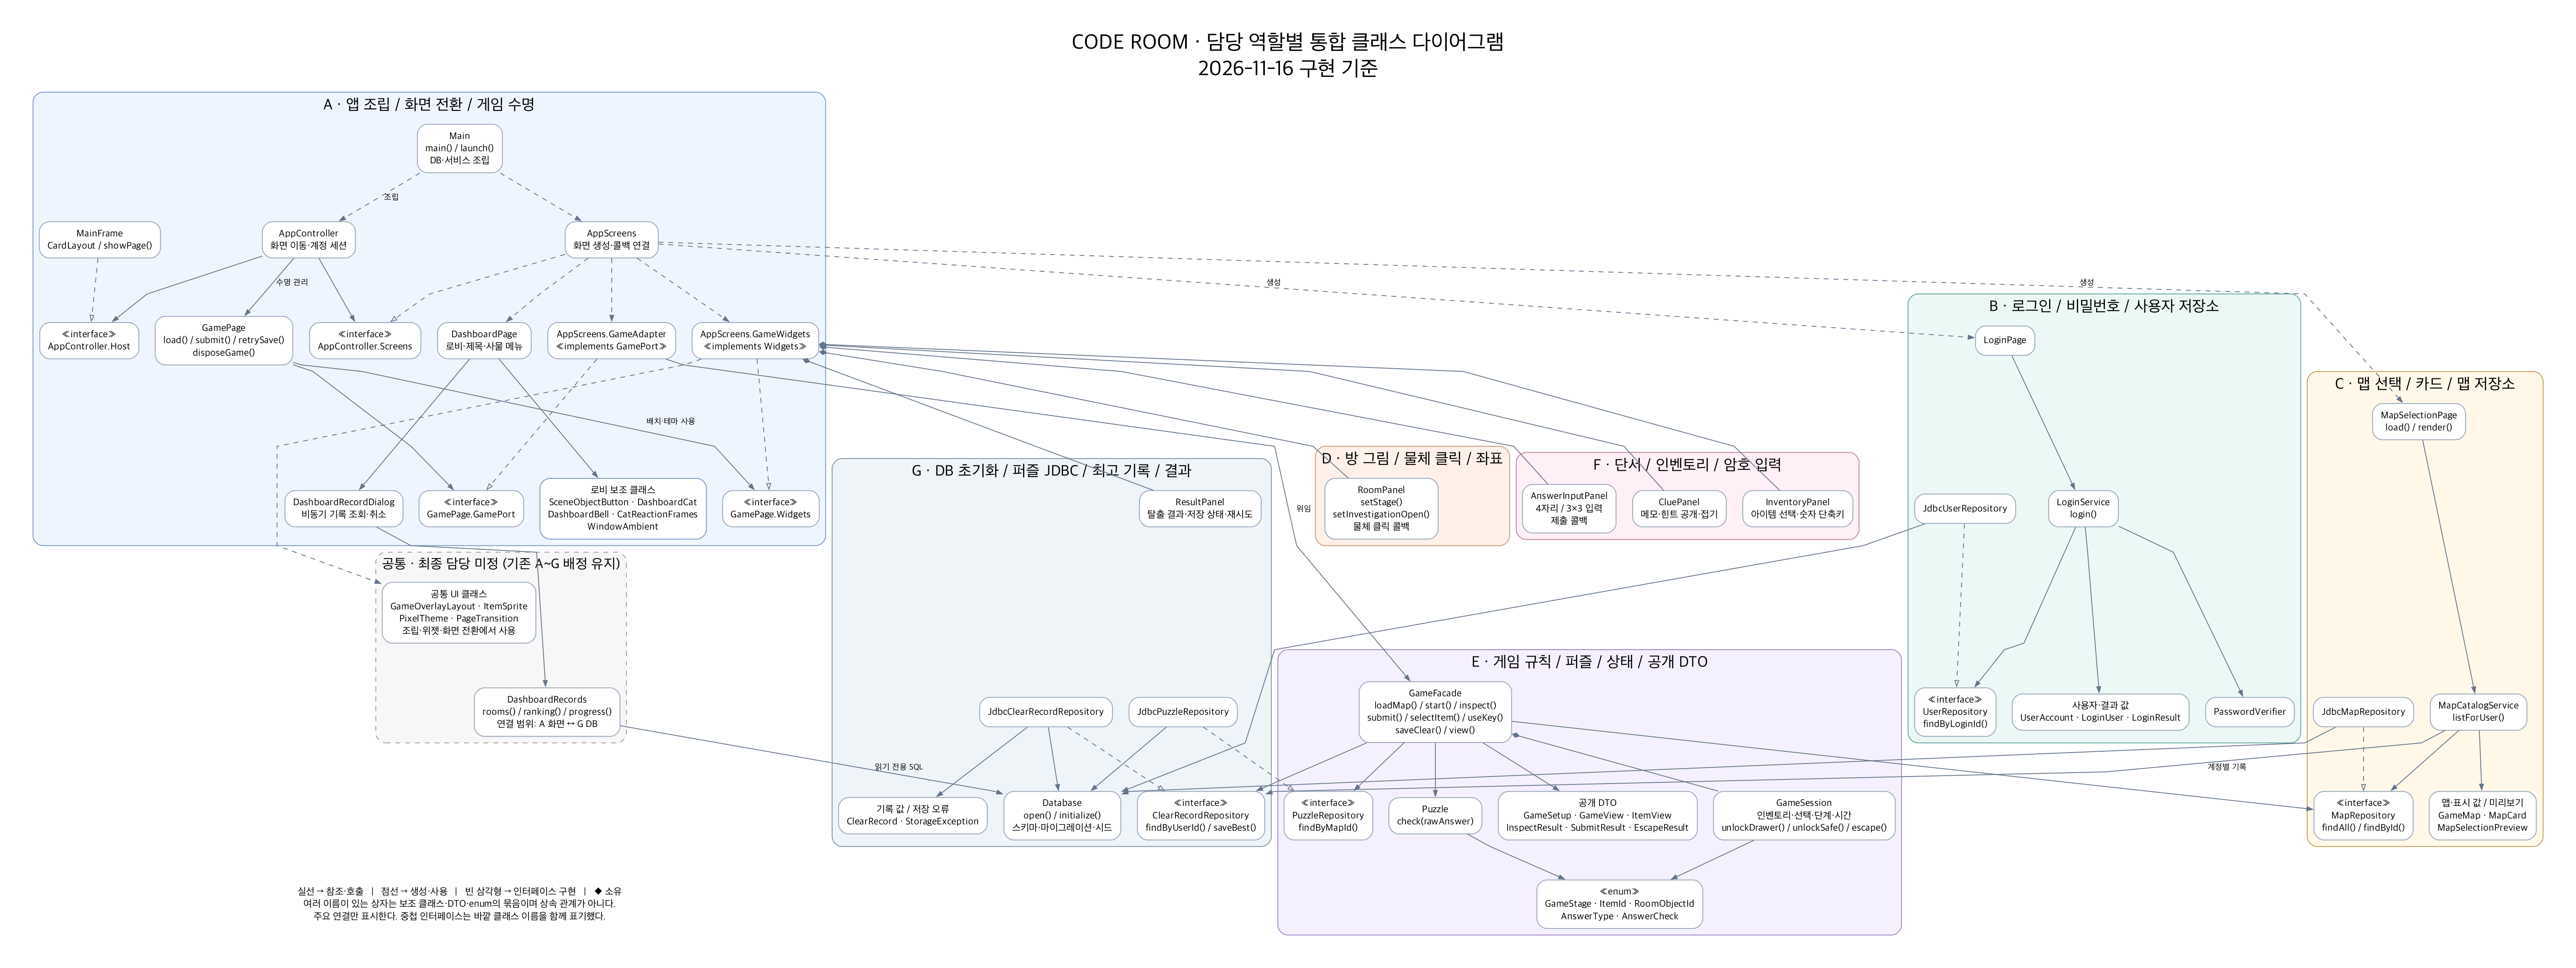 CODE ROOM · 담당 역할별 통합 클래스 다이어그램
2026-11-16 구현 기준
A · 앱 조립 / 화면 전환 / 게임 수명
Main
main() / launch()
DB·서비스 조립
조립
MainFrame
CardLayout / showPage()
AppController
화면 이동·계정 세션
AppScreens
화면 생성·콜백 연결
수명 관리
≪interface≫
AppController.Host
GamePage
load() / submit() / retrySave()
disposeGame()
≪interface≫
AppController.Screens
DashboardPage
로비·제목·사물 메뉴
AppScreens.GameAdapter
≪implements GamePort≫
AppScreens.GameWidgets
≪implements Widgets≫
배치·테마 사용
DashboardRecordDialog
비동기 기록 조회·취소
≪interface≫
GamePage.GamePort
로비 보조 클래스
SceneObjectButton · DashboardCat
DashboardBell · CatReactionFrames
WindowAmbient
≪interface≫
GamePage.Widgets
생성
생성
B · 로그인 / 비밀번호 / 사용자 저장소
LoginPage
JdbcUserRepository
LoginService
login()
≪interface≫
UserRepository
findByLoginId()
사용자·결과 값
UserAccount · LoginUser · LoginResult
PasswordVerifier
C · 맵 선택 / 카드 / 맵 저장소
MapSelectionPage
load() / render()
JdbcMapRepository
MapCatalogService
listForUser()
계정별 기록
≪interface≫
MapRepository
findAll() / findById()
맵·표시 값 / 미리보기
GameMap · MapCard
MapSelectionPreview
D · 방 그림 / 물체 클릭 / 좌표
RoomPanel
setStage()
setInvestigationOpen()
물체 클릭 콜백
F · 단서 / 인벤토리 / 암호 입력
AnswerInputPanel
4자리 / 3×3 입력
제출 콜백
CluePanel
메모·힌트 공개·접기
InventoryPanel
아이템 선택·숫자 단축키
위임
G · DB 초기화 / 퍼즐 JDBC / 최고 기록 / 결과
ResultPanel
탈출 결과·저장 상태·재시도
JdbcClearRecordRepository
JdbcPuzzleRepository
읽기 전용 SQL
기록 값 / 저장 오류
ClearRecord · StorageException
Database
open() / initialize()
스키마·마이그레이션·시드
≪interface≫
ClearRecordRepository
findByUserId() / saveBest()
공통 · 최종 담당 미정 (기존 A~G 배정 유지)
공통 UI 클래스
GameOverlayLayout · ItemSprite
PixelTheme · PageTransition
조립·위젯·화면 전환에서 사용
DashboardRecords
rooms() / ranking() / progress()
연결 범위: A 화면 ↔ G DB
E · 게임 규칙 / 퍼즐 / 상태 / 공개 DTO
GameFacade
loadMap() / start() / inspect()
submit() / selectItem() / useKey()
saveClear() / view()
≪interface≫
PuzzleRepository
findByMapId()
Puzzle
check(rawAnswer)
공개 DTO
GameSetup · GameView · ItemView
InspectResult · SubmitResult · EscapeResult
GameSession
인벤토리·선택·단계·시간
unlockDrawer() / unlockSafe() / escape()
≪enum≫
GameStage · ItemId · RoomObjectId
AnswerType · AnswerCheck
실선 → 참조·호출 | 점선 → 생성·사용 | 빈 삼각형 → 인터페이스 구현 | ◆ 소유
여러 이름이 있는 상자는 보조 클래스·DTO·enum의 묶음이며 상속 관계가 아니다.
주요 연결만 표시한다. 중첩 인터페이스는 바깥 클래스 이름을 함께 표기했다.